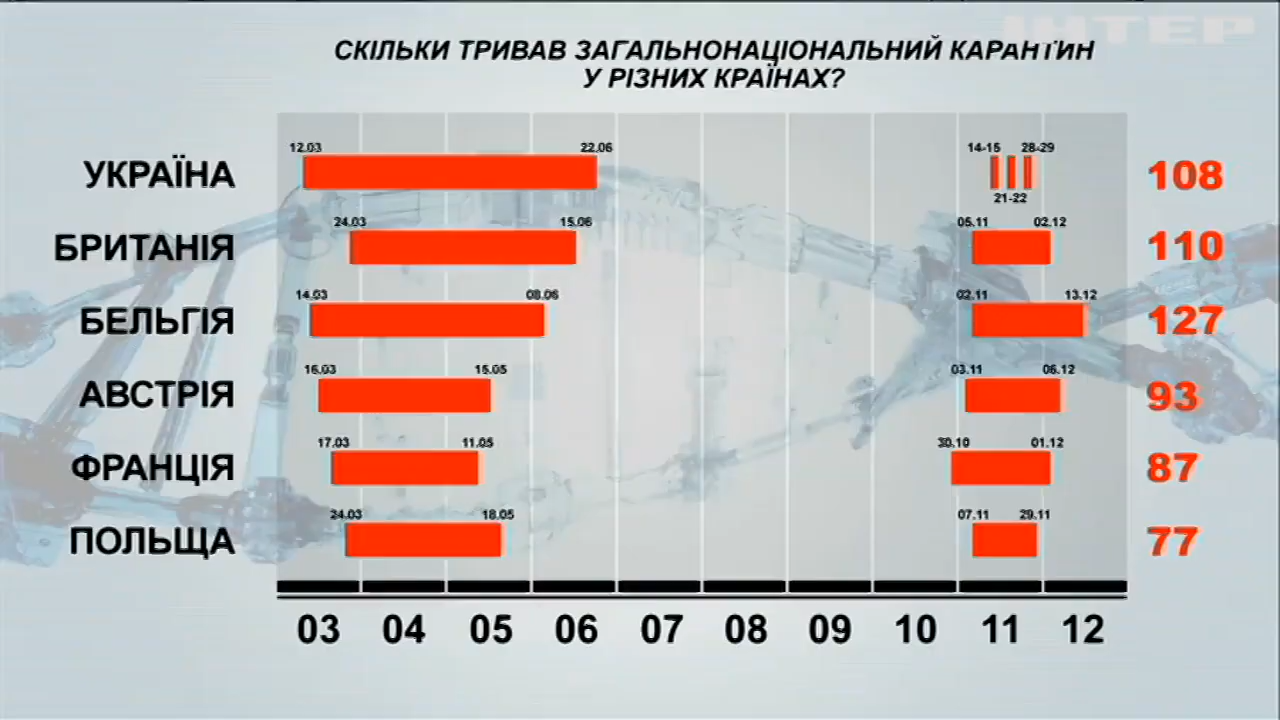 ІНТЕР
СКІЛЬКИ ТРИВАВ ЗАГАЛЬНОНАЦІОНАЛЬНИЙ КАРАНТИН
У РІЗНИХ КРАЇНАХ?
12.03 22.06 14-15 28-29
УКРАЇНА 108
21-22
24.03 15.06 05.11 02.12
БРИТАНІЯ 110
14.03 08.06 02.11 13.12
БЕЛЬГІЯ 127
16.03 15.05 03.11 06.12
АВСТРІЯ 93
17.03 11.05 30.10 01.12
ФРАНЦІЯ 87
24.03 18.05 07.11 29.11
ПОЛЬЩА 77
03 04 05 06 07 08 09 10 11 12